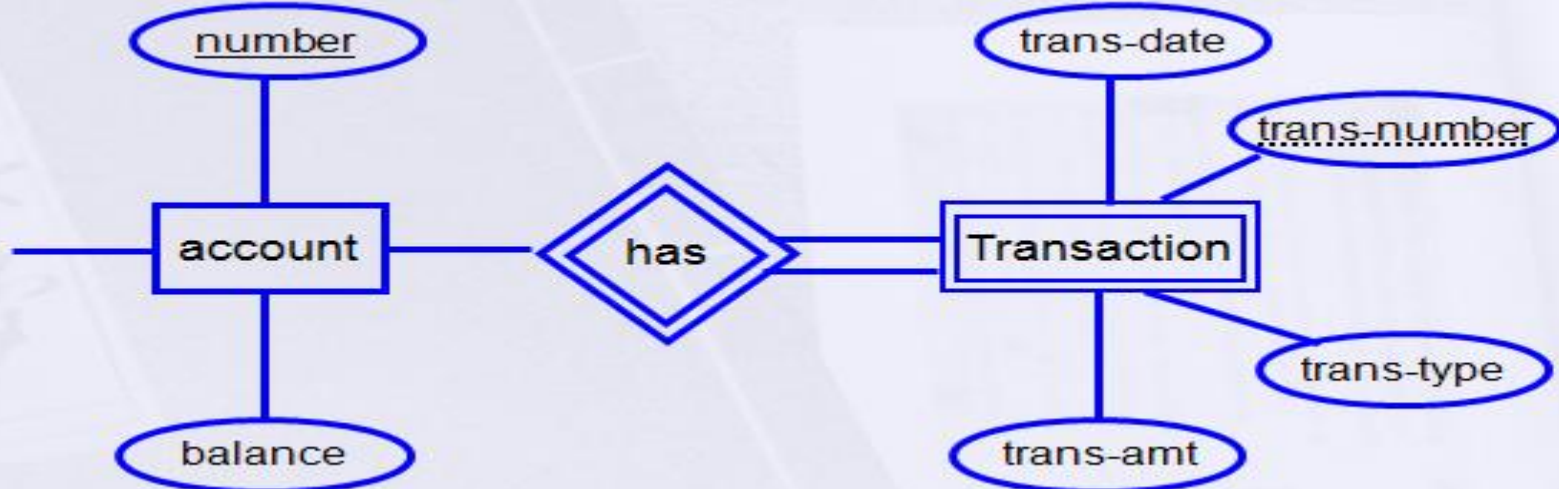 number
trans-date
trans-number
account
has
Transaction
trans-type
balance
trans-amt